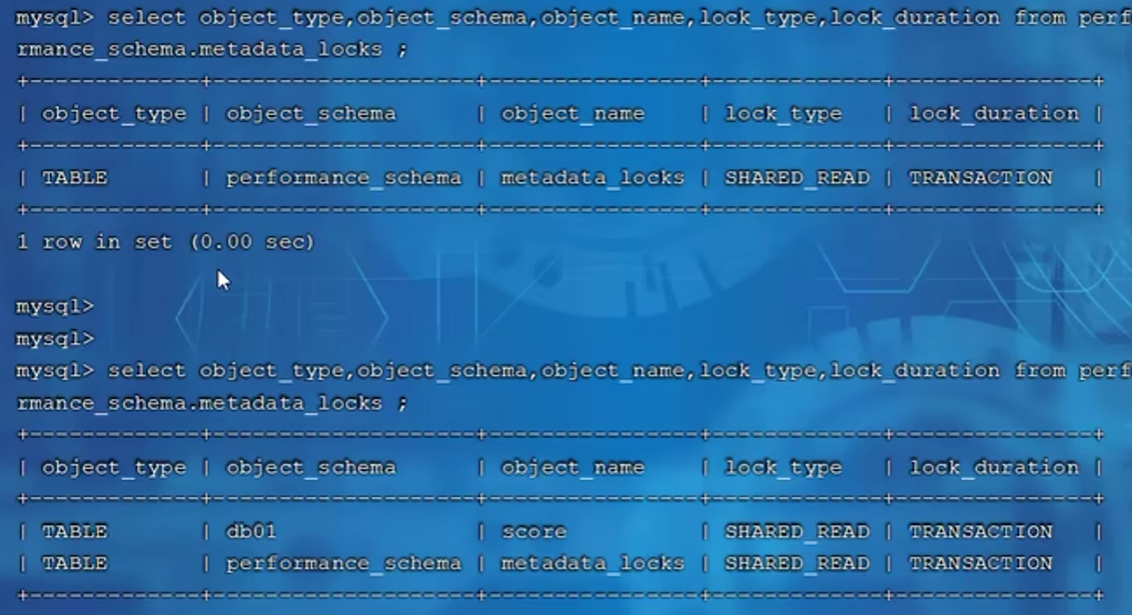 mysql> select object_type,object_schema,object_name,lock_type,lock_duration from perf
rmance_schema.metadata_locks ;
+-------------+--------------------+----------------+-------------+---------------+
| object_type | object_schema      | object_name    | lock_type   | lock_duration |
+-------------+--------------------+----------------+-------------+---------------+
| TABLE       | performance_schema | metadata_locks | SHARED_READ | TRANSACTION   |
+-------------+--------------------+----------------+-------------+---------------+
1 row in set (0.00 sec)
mysql>
mysql>
mysql> select object_type,object_schema,object_name,lock_type,lock_duration from perf
rmance_schema.metadata_locks ;
+-------------+--------------------+----------------+-------------+---------------+
| object_type | object_schema      | object_name    | lock_type   | lock_duration |
+-------------+--------------------+----------------+-------------+---------------+
| TABLE       | db01               | score          | SHARED_READ | TRANSACTION   |
| TABLE       | performance_schema | metadata_locks | SHARED_READ | TRANSACTION   |
+-------------+--------------------+----------------+-------------+---------------+